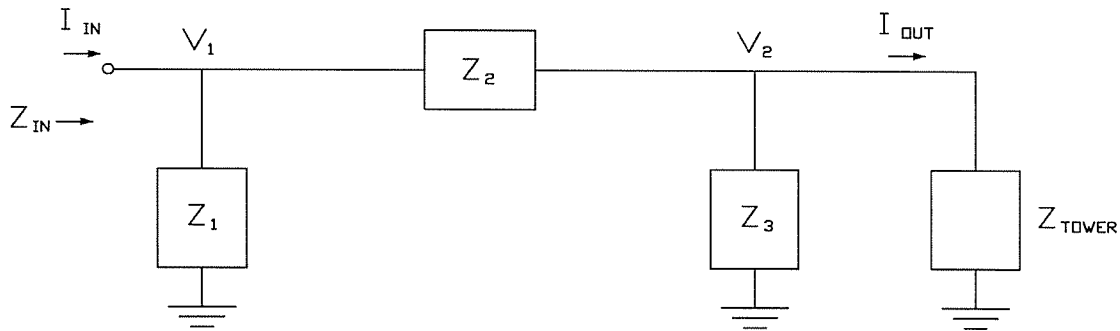 I IN
V1
Z2
V2
I OUT
Z IN
Z1
Z3
Z TOWER